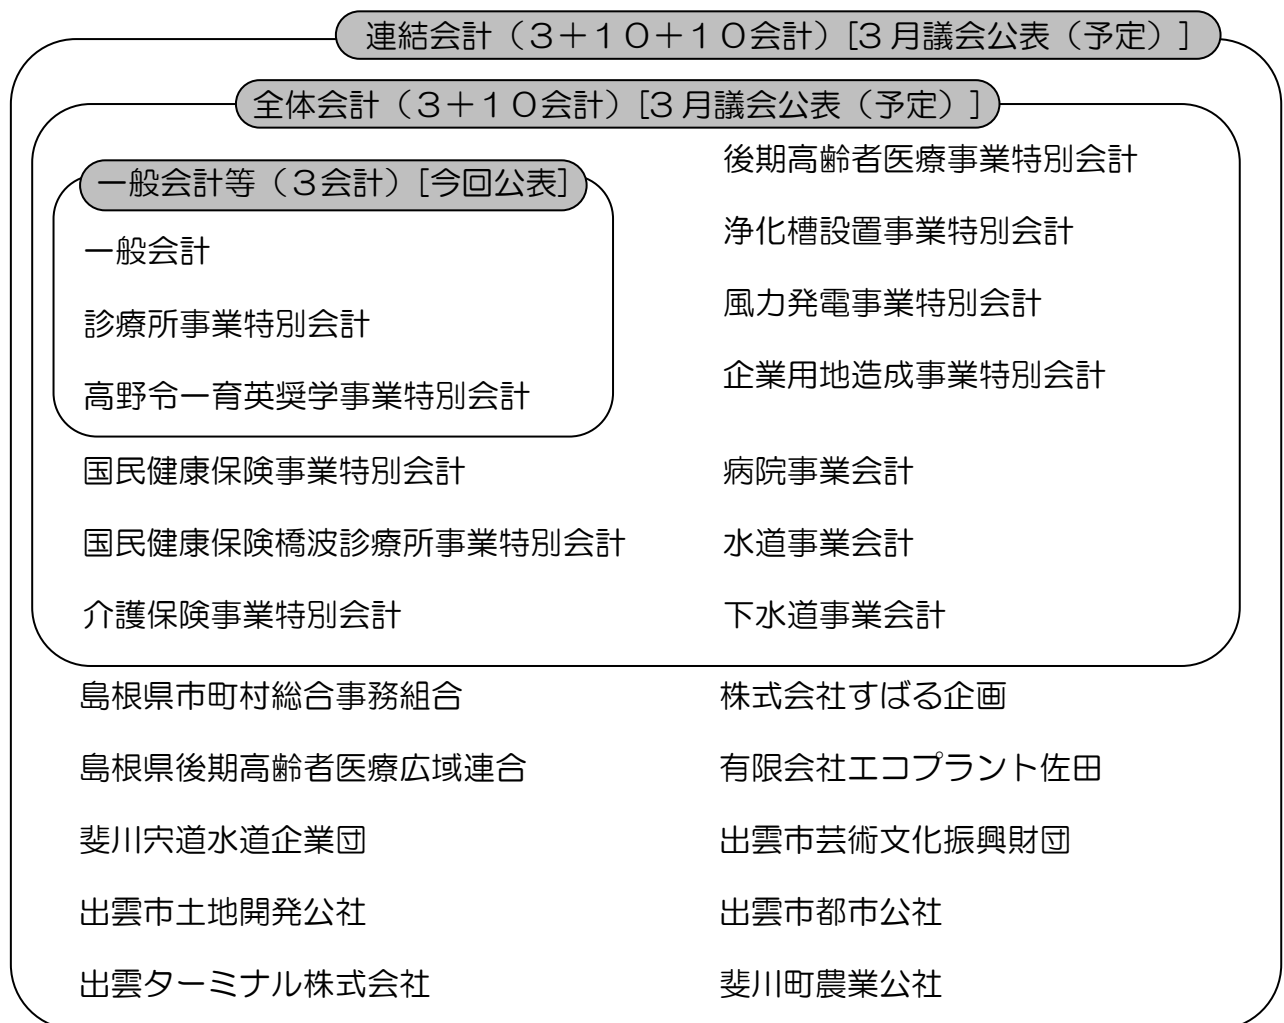 連結会計（３＋１０＋１０会計）[３月議会公表（予定）]
全体会計（３＋１０会計）[３月議会公表（予定）]
一般会計等（３会計）[今回公表]
一般会計
診療所事業特別会計
高野令一育英奨学事業特別会計
国民健康保険事業特別会計
国民健康保険橋波診療所事業特別会計
介護保険事業特別会計
後期高齢者医療事業特別会計
浄化槽設置事業特別会計
風力発電事業特別会計
企業用地造成事業特別会計
病院事業会計
水道事業会計
下水道事業会計
島根県市町村総合事務組合
島根県後期高齢者医療広域連合
斐川宍道水道企業団
出雲市土地開発公社
出雲ターミナル株式会社
株式会社すばる企画
有限会社エコプラント佐田
出雲市芸術文化振興財団
出雲市都市公社
斐川町農業公社